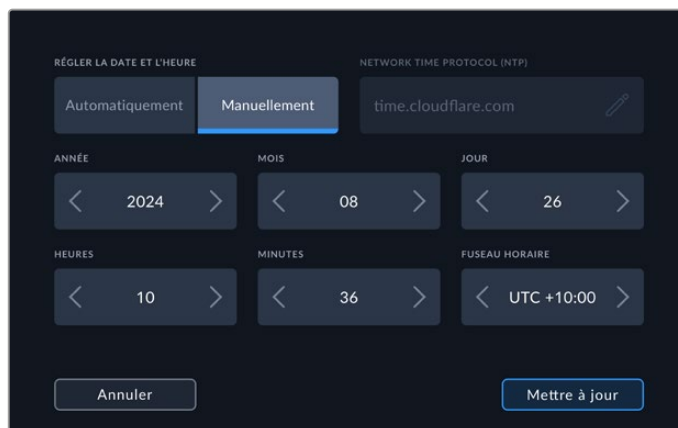 RÉGLER LA DATE ET L'HEURE
NETWORK TIME PROTOCOL (NTP)
Automatiquement
Manuellement
time.cloudflare.com
ANNÉE
MOIS
JOUR
2024
08
26
HEURES
MINUTES
FUSEAU HORAIRE
10
36
UTC +10:00
Annuler
Mettre à jour